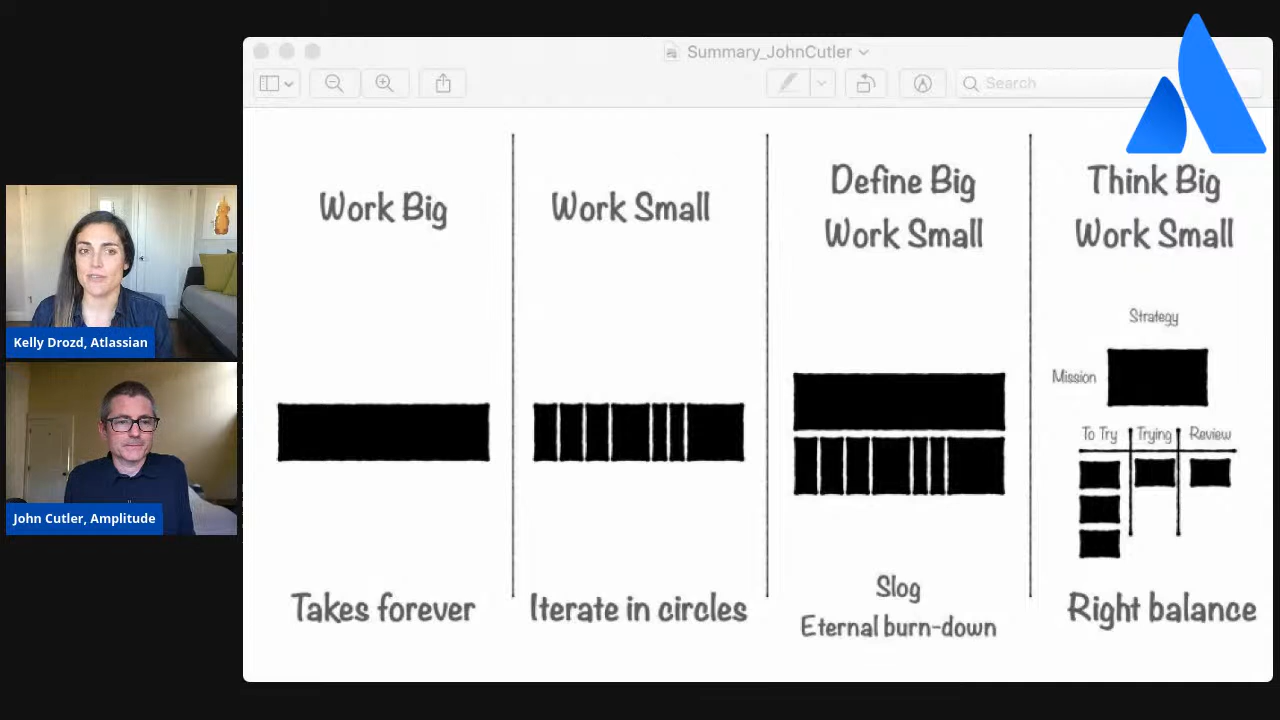 Summary_JohnCutler
Search
Work Big
Takes forever
Work Small
Iterate in circles
Define Big
Work Small
Slog
Eternal burn-down
Think Big
Work Small
Strategy
Mission
To Try
Trying
Review
Right balance
Kelly Drozd, Atlassian
John Cutler, Amplitude